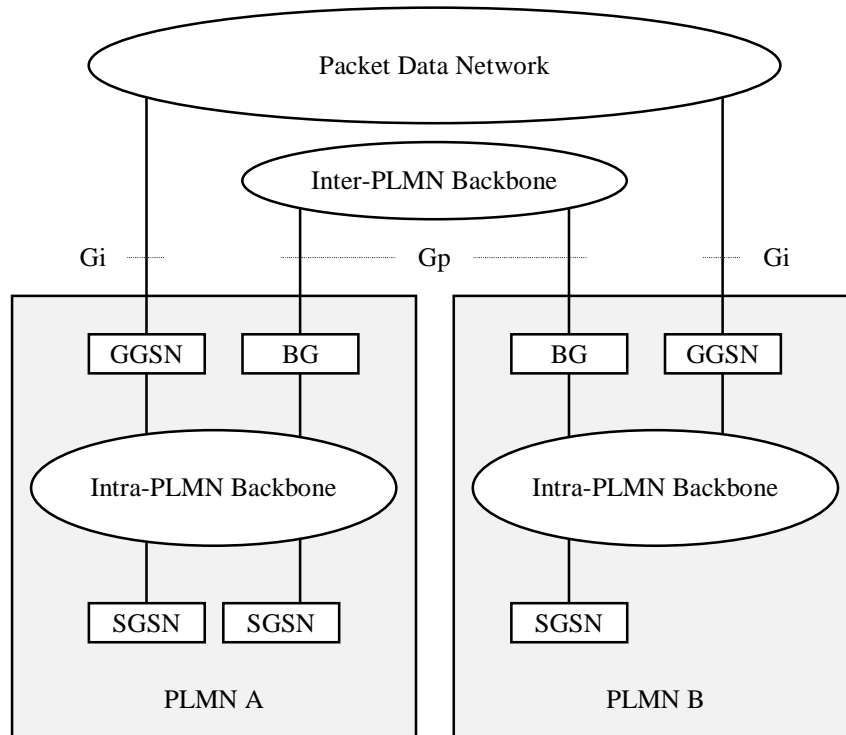 Packet Data Network
Inter-PLMN Backbone
Gi
Gp
Gi
GGSN
BG
BG
GGSN
Intra-PLMN Backbone
Intra-PLMN Backbone
SGSN
SGSN
SGSN
PLMN A
PLMN B